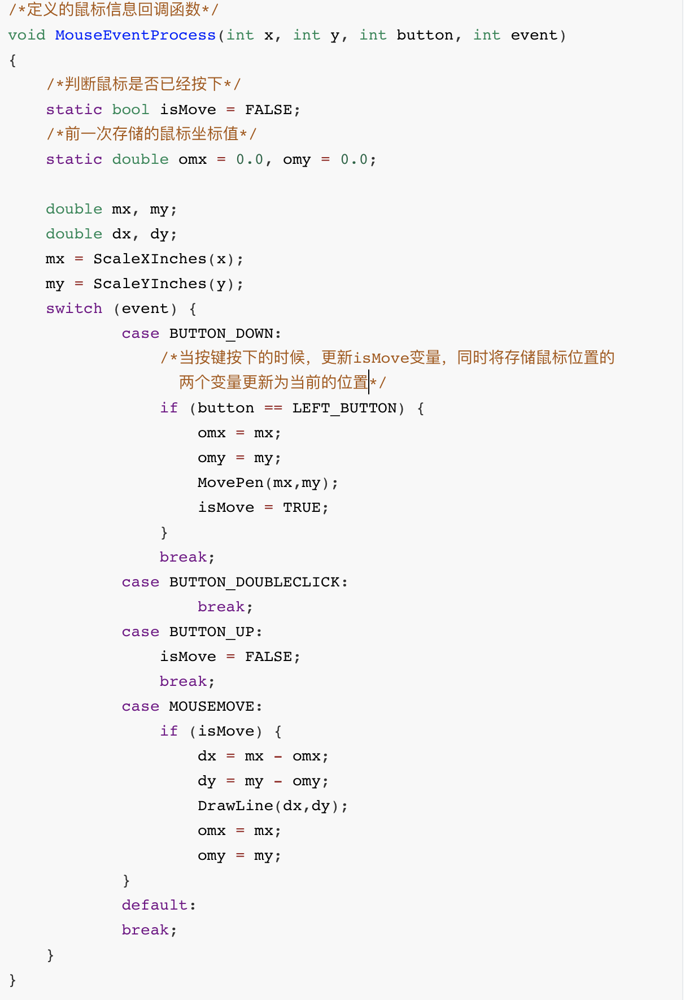 /*定义的鼠标信息回调函数*/
void MouseEventProcess(int x, int y, int button, int event)
{
    /*判断鼠标是否已经按下*/
    static bool isMove = FALSE;
    /*前一次存储的鼠标坐标值*/
    static double omx = 0.0, omy = 0.0;

    double mx, my;
    double dx, dy;
    mx = ScaleXInches(x);
    my = ScaleYInches(y);
    switch (event) {
            case BUTTON_DOWN:
                /*当按键按下的时候，更新isMove变量，同时将存储鼠标位置的
                  两个变量更新为当前的位置*/
                if (button == LEFT_BUTTON) {
                    omx = mx;
                    omy = my;
                    MovePen(mx,my);
                    isMove = TRUE;
                }
                break;
            case BUTTON_DOUBLECLICK:
                    break;
            case BUTTON_UP:
                isMove = FALSE;
                break;
            case MOUSEMOVE:
                if (isMove) {
                    dx = mx - omx;
                    dy = my - omy;
                    DrawLine(dx,dy);
                    omx = mx;
                    omy = my;
            }
            default:
            break;
    }
}